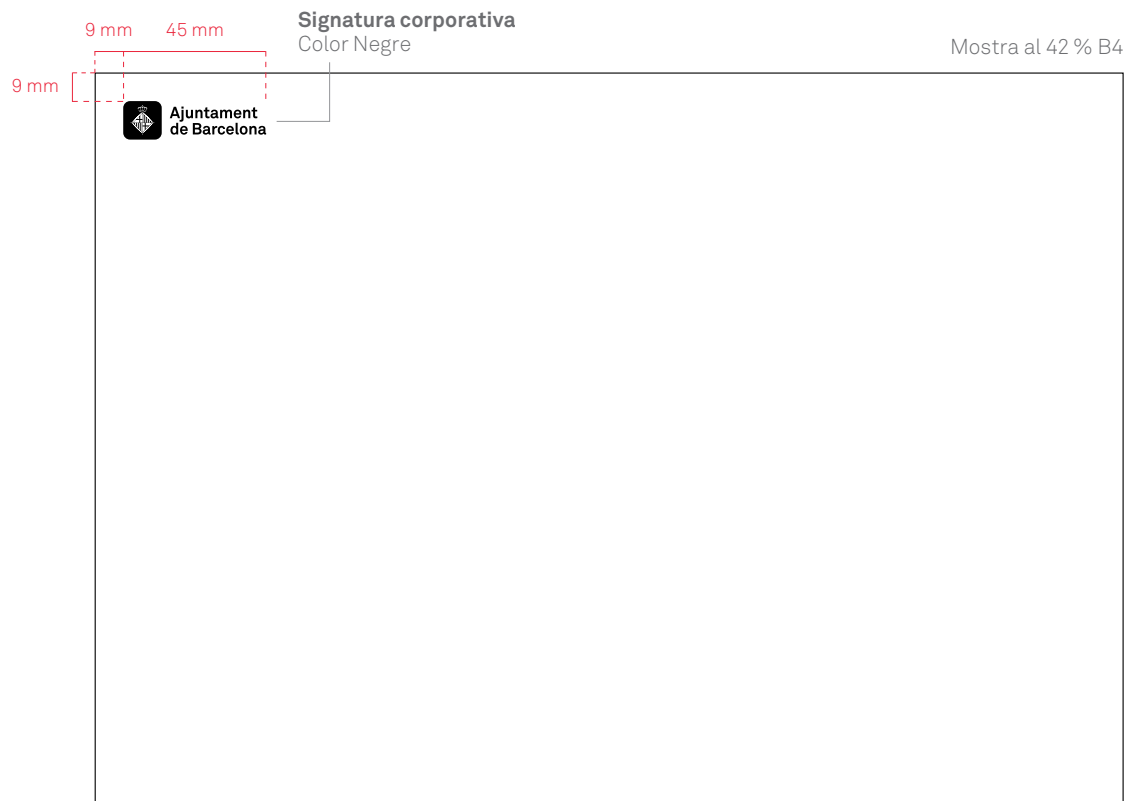 Signatura corporativa
9 mm 45 mm
Color Negre
Mostra al 42 % B4
9 mm
Ajuntament
de Barcelona